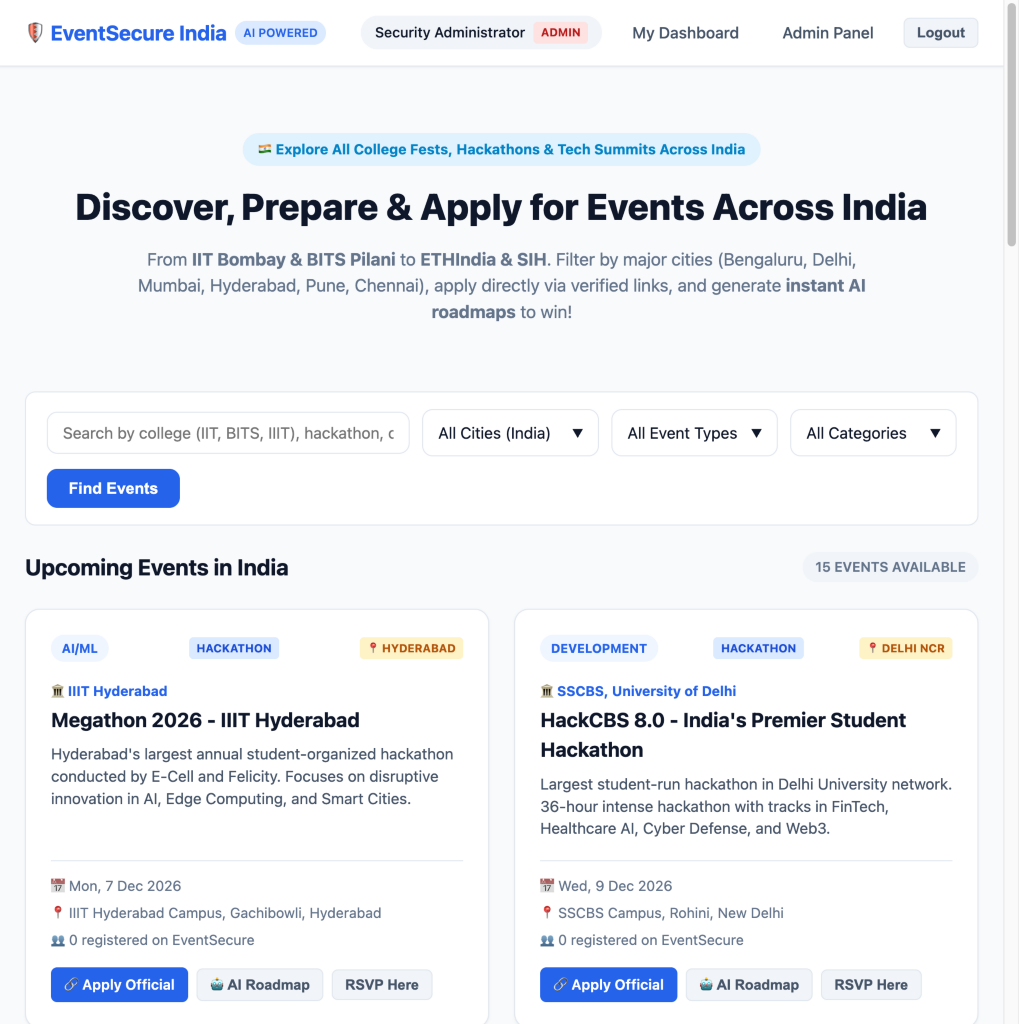 EventSecure India AI POWERED Security Administrator ADMIN My Dashboard Admin Panel Logout
Explore All College Fests, Hackathons & Tech Summits Across India
Discover, Prepare & Apply for Events Across India
From IIT Bombay & BITS Pilani to ETHIndia & SIH. Filter by major cities (Bengaluru, Delhi,
Mumbai, Hyderabad, Pune, Chennai), apply directly via verified links, and generate instant AI
roadmaps to win!
Search by college (IIT, BITS, IIIT), hackathon, c All Cities (India) ▼ All Event Types ▼ All Categories ▼
Find Events
Upcoming Events in India 15 EVENTS AVAILABLE
AI/ML HACKATHON 📍 HYDERABAD
🏛 IIIT Hyderabad
Megathon 2026 - IIIT Hyderabad
Hyderabad's largest annual student-organized hackathon
conducted by E-Cell and Felicity. Focuses on disruptive
innovation in AI, Edge Computing, and Smart Cities.
📅 Mon, 7 Dec 2026
📍 IIIT Hyderabad Campus, Gachibowli, Hyderabad
👥 0 registered on EventSecure
🔗 Apply Official 🤖 AI Roadmap RSVP Here
DEVELOPMENT HACKATHON 📍 DELHI NCR
🏛 SSCBS, University of Delhi
HackCBS 8.0 - India's Premier Student
Hackathon
Largest student-run hackathon in Delhi University network.
36-hour intense hackathon with tracks in FinTech,
Healthcare AI, Cyber Defense, and Web3.
📅 Wed, 9 Dec 2026
📍 SSCBS Campus, Rohini, New Delhi
👥 0 registered on EventSecure
🔗 Apply Official 🤖 AI Roadmap RSVP Here